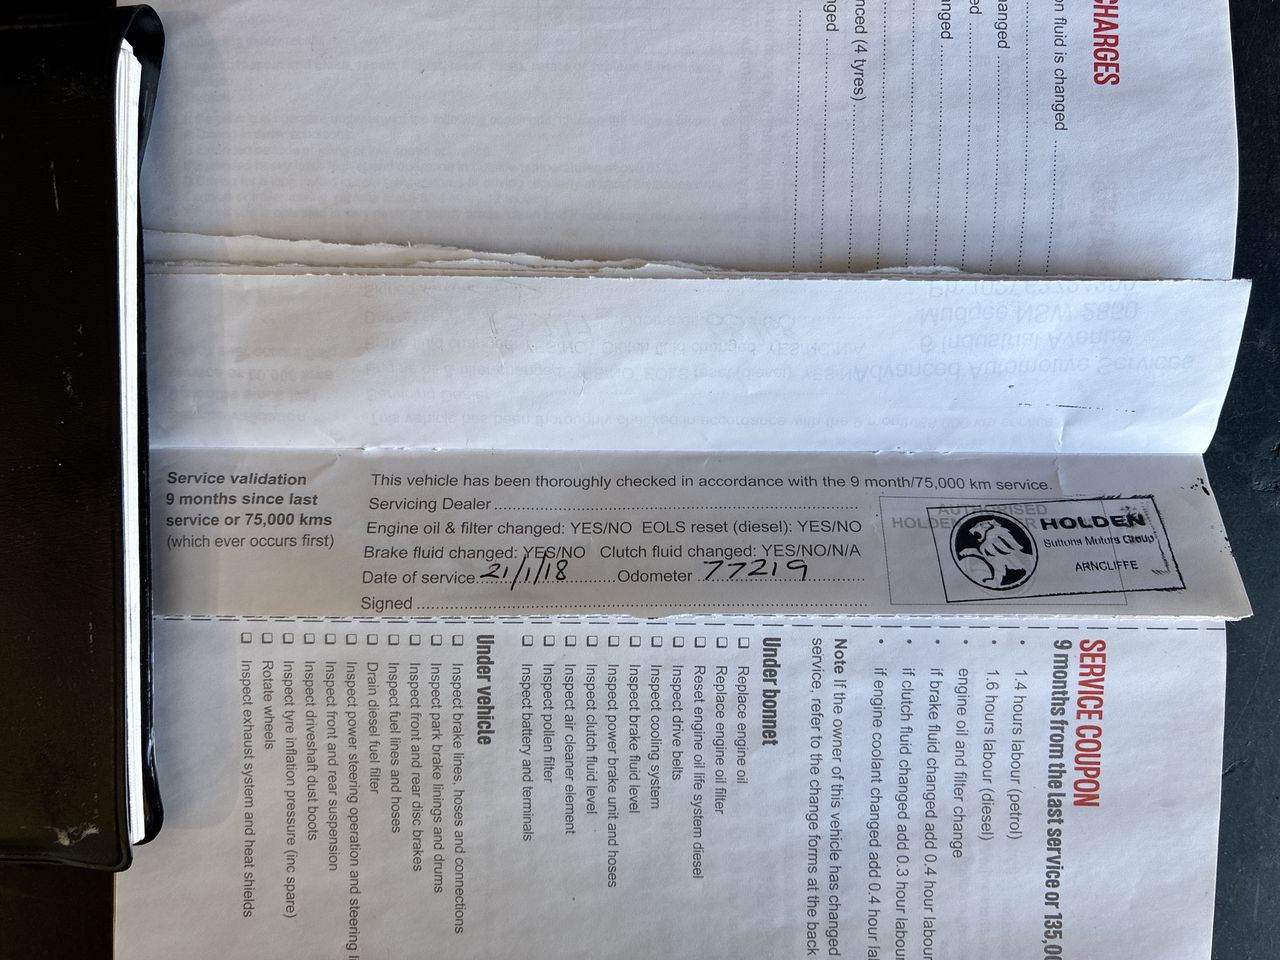 CHARGES
on fluid is changed
hanged
ed
anged
nced (4 tyres)
nged
Service validation
9 months since last
service or 75,000 kms
(which ever occurs first)
This vehicle has been thoroughly checked in accordance with the 9 month/75,000 km service.
Servicing Dealer
Engine oil & filter changed: YES/NO EOLS reset (diesel): YES/NO
Brake fluid changed: YES/NO Clutch fluid changed: YES/NO/N/A
Date of service 21/1/18 Odometer 77219
Signed
AUTHORISED
HOLDEN
HOLDEN
Suttons Motors Group
ARNCLIFFE
SERVICE COUPON
9 months from the last service or 135,00
• 1.4 hours labour (petrol)
• 1.6 hours labour (diesel)
• engine oil and filter change
• if brake fluid changed add 0.4 hour labour
• if clutch fluid changed add 0.3 hour labour
• if engine coolant changed add 0.4 hour la
Note If the owner of this vehicle has changed
service, refer to the change forms at the back
Under bonnet
❑ Replace engine oil
❑ Replace engine oil filter
❑ Reset engine oil life system diesel
❑ Inspect drive belts
❑ Inspect cooling system
❑ Inspect brake fluid level
❑ Inspect power brake unit and hoses
❑ Inspect clutch fluid level
❑ Inspect air cleaner element
❑ Inspect pollen filter
❑ Inspect battery and terminals
Under vehicle
❑ Inspect brake lines, hoses and connections
❑ Inspect park brake linings and drums
❑ Inspect front and rear disc brakes
❑ Inspect fuel lines and hoses
❑ Drain diesel fuel filter
❑ Inspect power steering operation and steering li
❑ Inspect front and rear suspension
❑ Inspect driveshaft dust boots
❑ Inspect tyre inflation pressure (inc spare)
❑ Rotate wheels
❑ Inspect exhaust system and heat shields